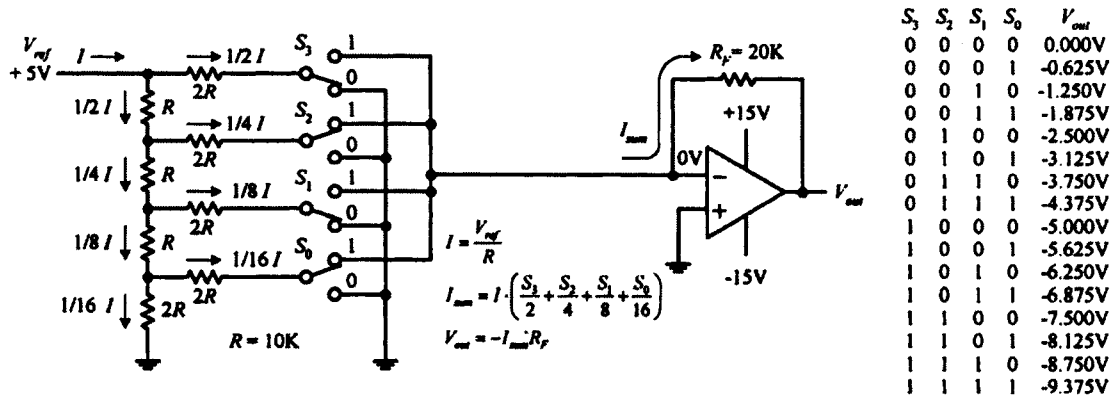 V_ref
+ 5V
I
1/2 I
2R
1/2 I
R
1/4 I
2R
1/4 I
R
1/8 I
2R
1/8 I
R
1/16 I
2R
1/16 I
2R
S_3
1
0
S_2
1
0
S_1
1
0
S_0
1
0
R = 10K
I = V_ref / R
I_sum = I · (S_3/2 + S_2/4 + S_1/8 + S_0/16)
V_out = -I_sum · R_F
I_sum
R_F = 20K
0V
+15V
−
+
-15V
V_out
S_3 S_2 S_1 S_0 V_out
0 0 0 0 0.000V
0 0 0 1 -0.625V
0 0 1 0 -1.250V
0 0 1 1 -1.875V
0 1 0 0 -2.500V
0 1 0 1 -3.125V
0 1 1 0 -3.750V
0 1 1 1 -4.375V
1 0 0 0 -5.000V
1 0 0 1 -5.625V
1 0 1 0 -6.250V
1 0 1 1 -6.875V
1 1 0 0 -7.500V
1 1 0 1 -8.125V
1 1 1 0 -8.750V
1 1 1 1 -9.375V